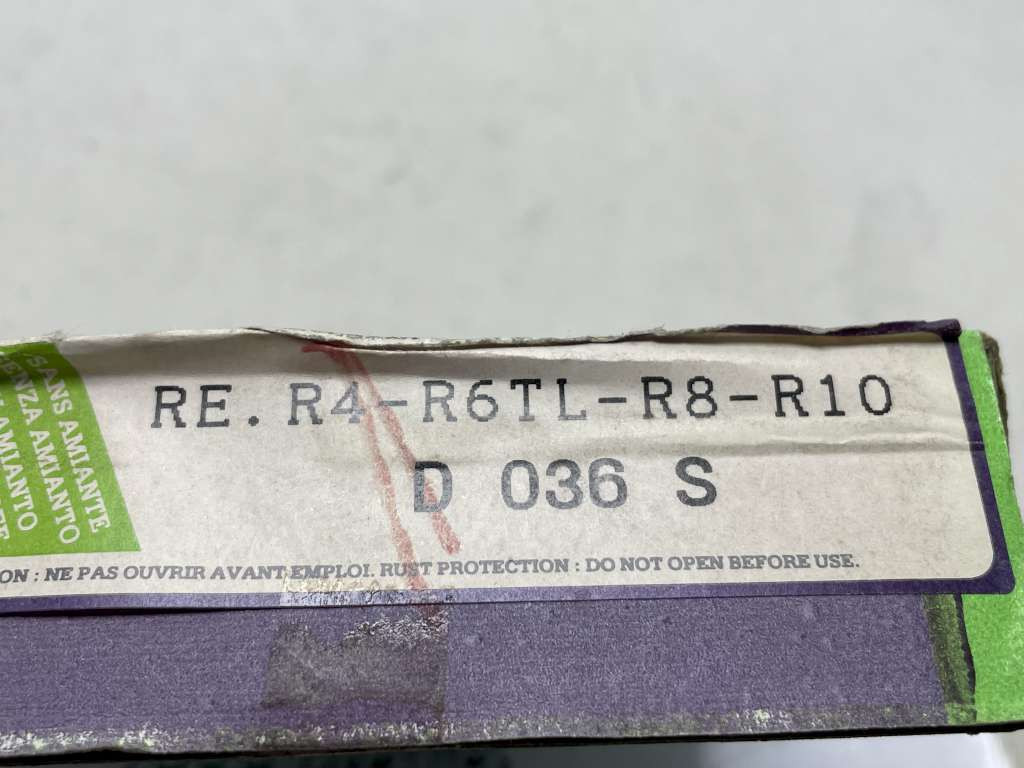 RE. R4-R6TL-R8-R10
D 036 S
SANS AMIANTE
SENZA AMIANTO
AMIANTO
ON : NE PAS OUVRIR AVANT EMPLOI. RUST PROTECTION : DO NOT OPEN BEFORE USE.